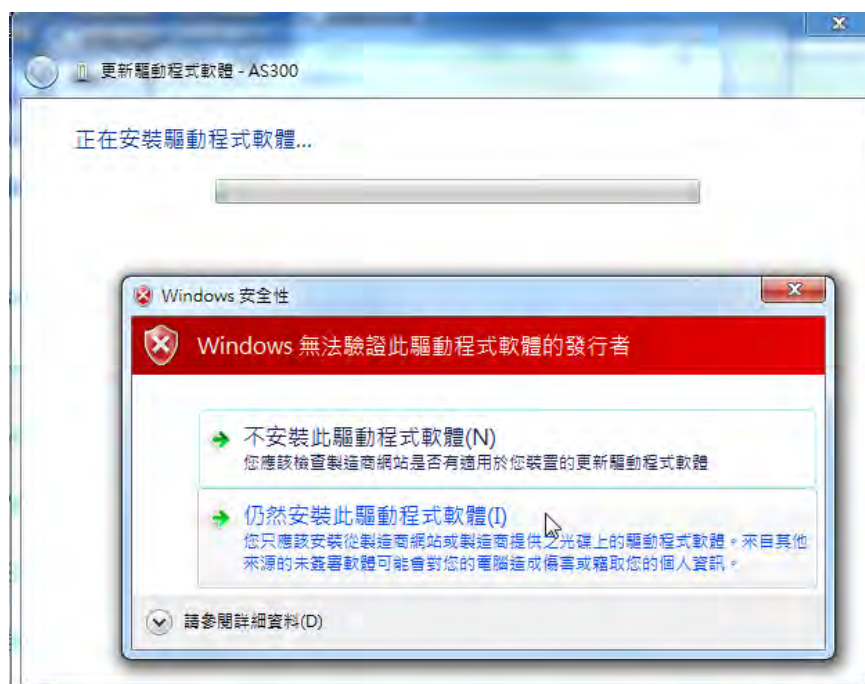 更新驅動程式軟體 - AS300
正在安裝驅動程式軟體...
Windows 安全性
Windows 無法驗證此驅動程式軟體的發行者
不安裝此驅動程式軟體(N)
您應該檢查製造商網站是否有適用於您裝置的更新驅動程式軟體
仍然安裝此驅動程式軟體(I)
您只應該安裝從製造商網站或製造商提供之光碟上的驅動程式軟體。來自其他
來源的未簽署軟體可能會對您的電腦造成傷害或竊取您的個人資訊。
請參閱詳細資料(D)